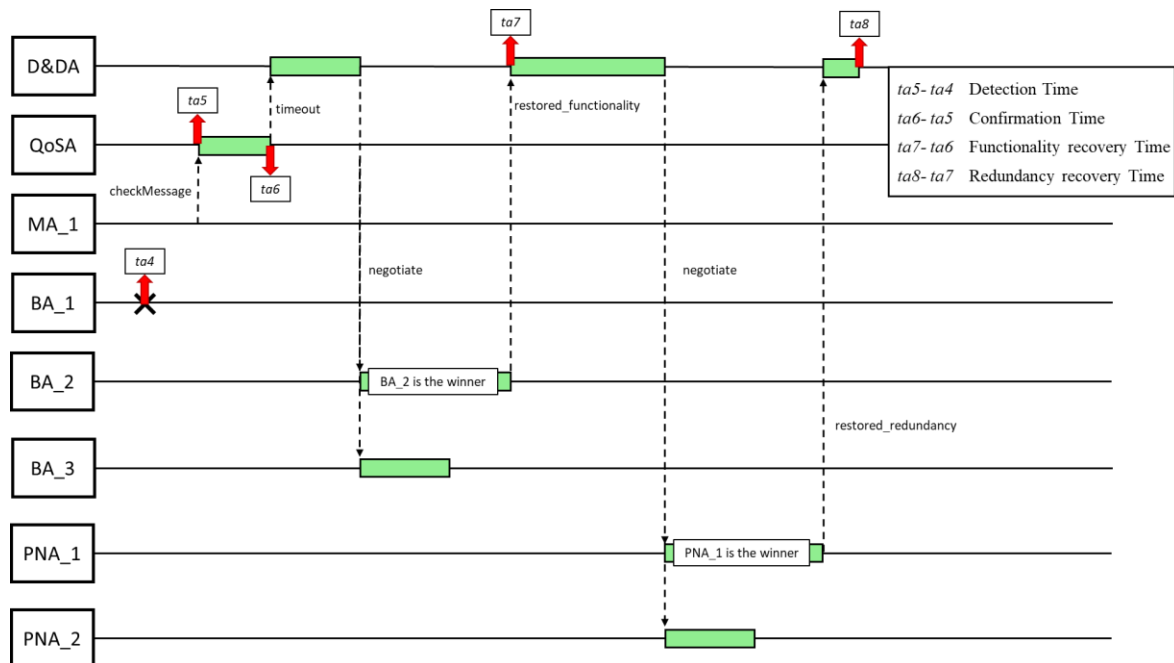 ta7
ta8
D&DA
ta5- ta4 Detection Time
ta6- ta5 Confirmation Time
ta7- ta6 Functionality recovery Time
ta8- ta7 Redundancy recovery Time
timeout
restored_functionality
ta5
QoSA
checkMessage
ta6
MA_1
ta4
negotiate
negotiate
BA_1
BA_2
BA_2 is the winner
restored_redundancy
BA_3
PNA_1
PNA_1 is the winner
PNA_2